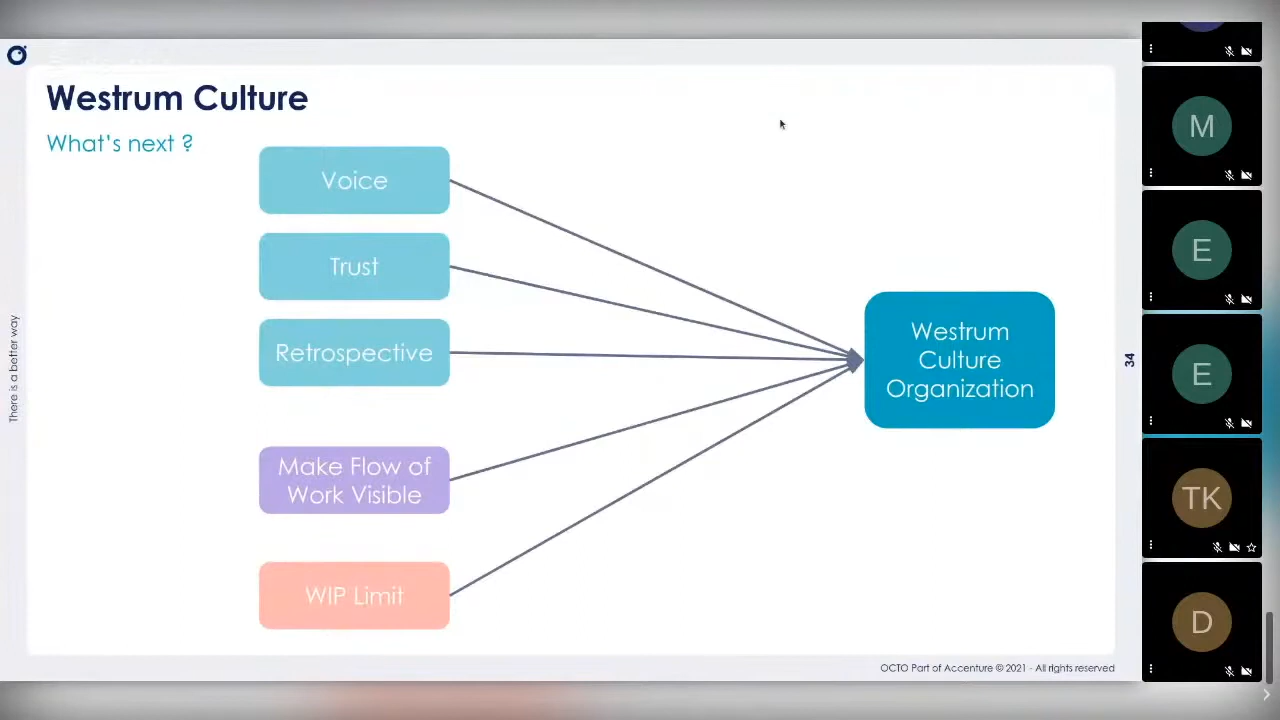 Westrum Culture
What's next ?
Voice
Trust
Retrospective
Make Flow of
Work Visible
WIP Limit
Westrum
Culture
Organization
There is a better way
34
OCTO Part of Accenture © 2021 - All rights reserved
M
E
E
TK
D